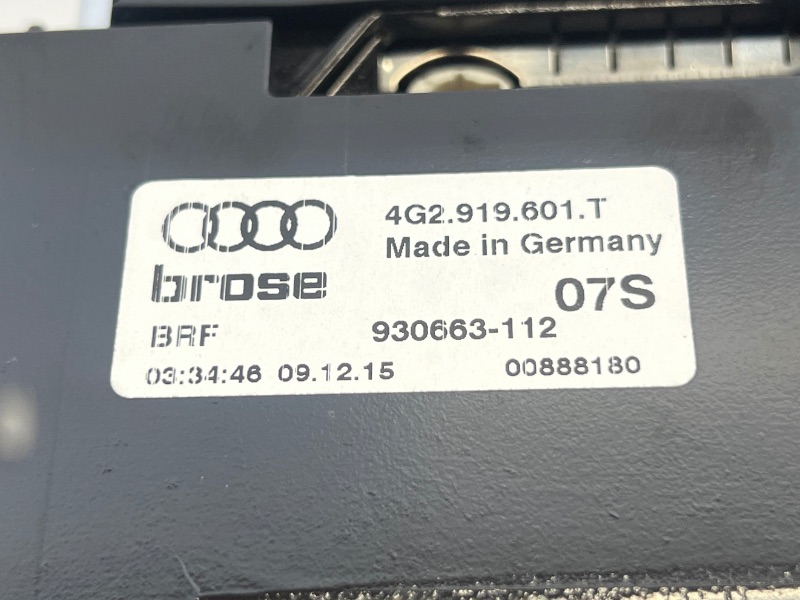 4G2.919.601.T
Made in Germany
brose
07S
BRF 930663-112
03:34:46 09.12.15 00888180